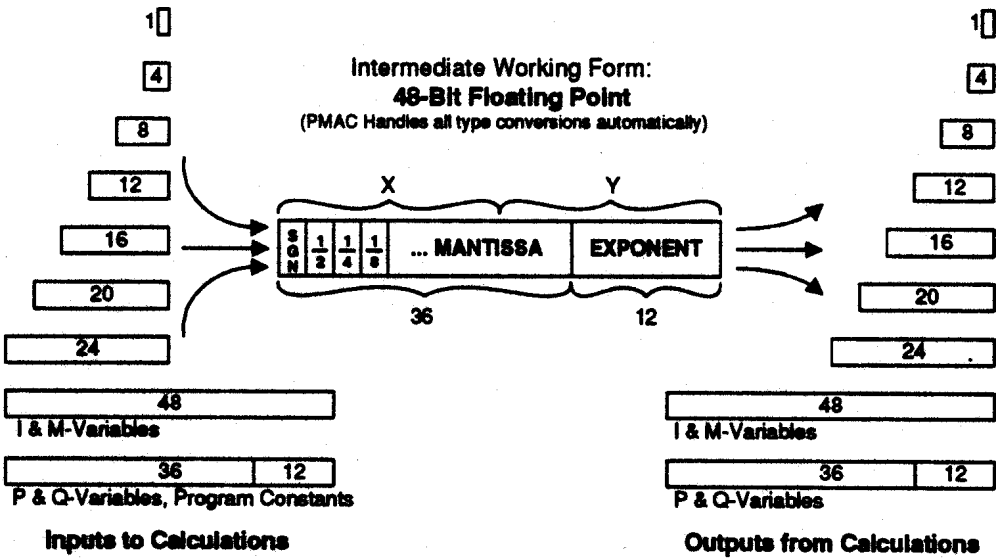 1
4
8
12
16
20
24
48
I & M-Variables
36 12
P & Q-Variables, Program Constants
Inputs to Calculations
Intermediate Working Form:
48-Bit Floating Point
(PMAC Handles all type conversions automatically)
X Y
SGN 1/2 1/4 1/8 ... MANTISSA EXPONENT
36 12
1
4
8
12
16
20
24
48
I & M-Variables
36 12
P & Q-Variables
Outputs from Calculations